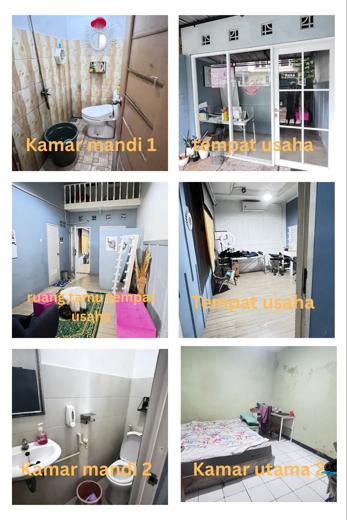 Kamar mandi 1
tempat usaha
ruang tamu tempat
usaha
Tempat usaha
Kamar mandi 2
Kamar utama 2